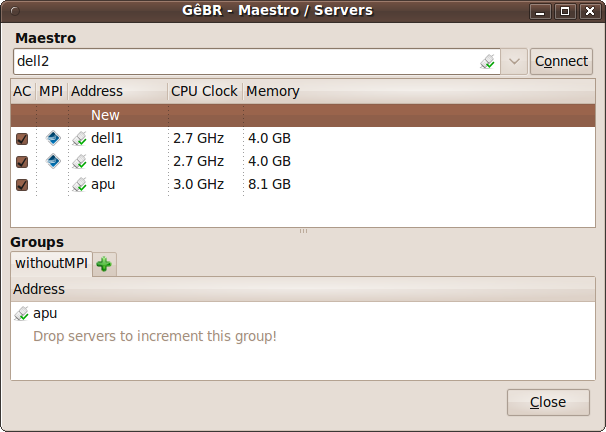 GêBR - Maestro / Servers
Maestro
dell2
Connect
AC MPI Address CPU Clock Memory
New
dell1 2.7 GHz 4.0 GB
dell2 2.7 GHz 4.0 GB
apu 3.0 GHz 8.1 GB
Groups
withoutMPI
Address
apu
Drop servers to increment this group!
Close